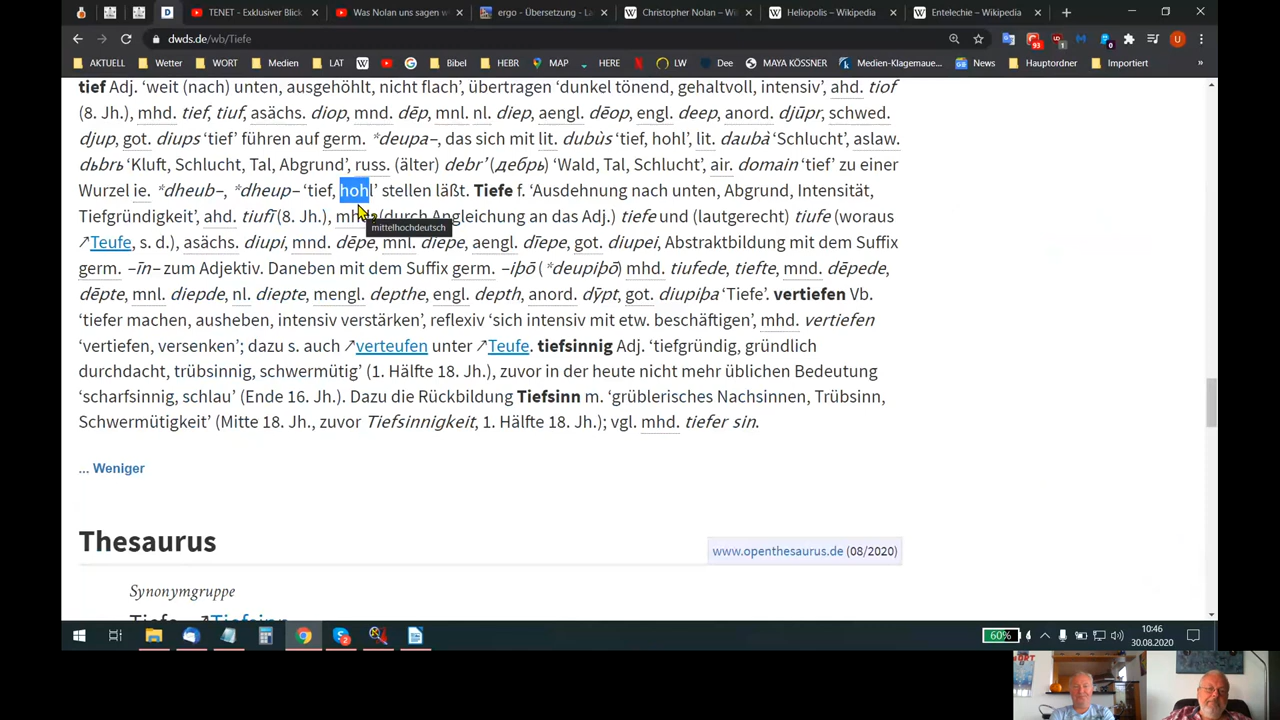 TENET - Exklusiver Blick
Was Nolan uns sagen w
ergo - Übersetzung - La
Christopher Nolan – Wi
Heliopolis – Wikipedia
Entelechie – Wikipedia
dwds.de/wb/Tiefe
AKTUELL Wetter WORT Medien LAT Bibel HEBR MAP HERE LW Dee MAYA KÖSSNER Medien-Klagemaue... News Hauptordner Importiert
tief Adj. ‘weit (nach) unten, ausgehöhlt, nicht flach’, übertragen ‘dunkel tönend, gehaltvoll, intensiv’, ahd. tiof
(8. Jh.), mhd. tief, tiuf, asächs. diop, mnd. dēp, mnl. nl. diep, aengl. dēop, engl. deep, anord. djūpr, schwed.
djup, got. diups ‘tief’ führen auf germ. *deupa–, das sich mit lit. dubùs ‘tief, hohl’, lit. daubà ‘Schlucht’, aslaw.
dъbrь ‘Kluft, Schlucht, Tal, Abgrund’, russ. (älter) debr’ (дебрь) ‘Wald, Tal, Schlucht’, air. domain ‘tief’ zu einer
Wurzel ie. *dheub–, *dheup– ‘tief, hohl’ stellen läßt. Tiefe f. ‘Ausdehnung nach unten, Abgrund, Intensität,
Tiefgründigkeit’, ahd. tiufī (8. Jh.), mhd. (durch Angleichung an das Adj.) tiefe und (lautgerecht) tiufe (woraus
mittelhochdeutsch
↗Teufe, s. d.), asächs. diupi, mnd. dēpe, mnl. diepe, aengl. dīepe, got. diupei, Abstraktbildung mit dem Suffix
germ. –īn– zum Adjektiv. Daneben mit dem Suffix germ. –iþō (*deupiþō) mhd. tiufede, tiefte, mnd. dēpede,
dēpte, mnl. diepde, nl. diepte, mengl. depthe, engl. depth, anord. dȳpt, got. diupiþa ‘Tiefe’. vertiefen Vb.
‘tiefer machen, ausheben, intensiv verstärken’, reflexiv ‘sich intensiv mit etw. beschäftigen’, mhd. vertiefen
‘vertiefen, versenken’; dazu s. auch ↗verteufen unter ↗Teufe. tiefsinnig Adj. ‘tiefgründig, gründlich
durchdacht, trübsinnig, schwermütig’ (1. Hälfte 18. Jh.), zuvor in der heute nicht mehr üblichen Bedeutung
‘scharfsinnig, schlau’ (Ende 16. Jh.). Dazu die Rückbildung Tiefsinn m. ‘grüblerisches Nachsinnen, Trübsinn,
Schwermütigkeit’ (Mitte 18. Jh., zuvor Tiefsinnigkeit, 1. Hälfte 18. Jh.); vgl. mhd. tiefer sin.
... Weniger
Thesaurus
www.openthesaurus.de (08/2020)
Synonymgruppe
Tiefe · ↗Tiefsinn
60%
10:46
30.08.2020